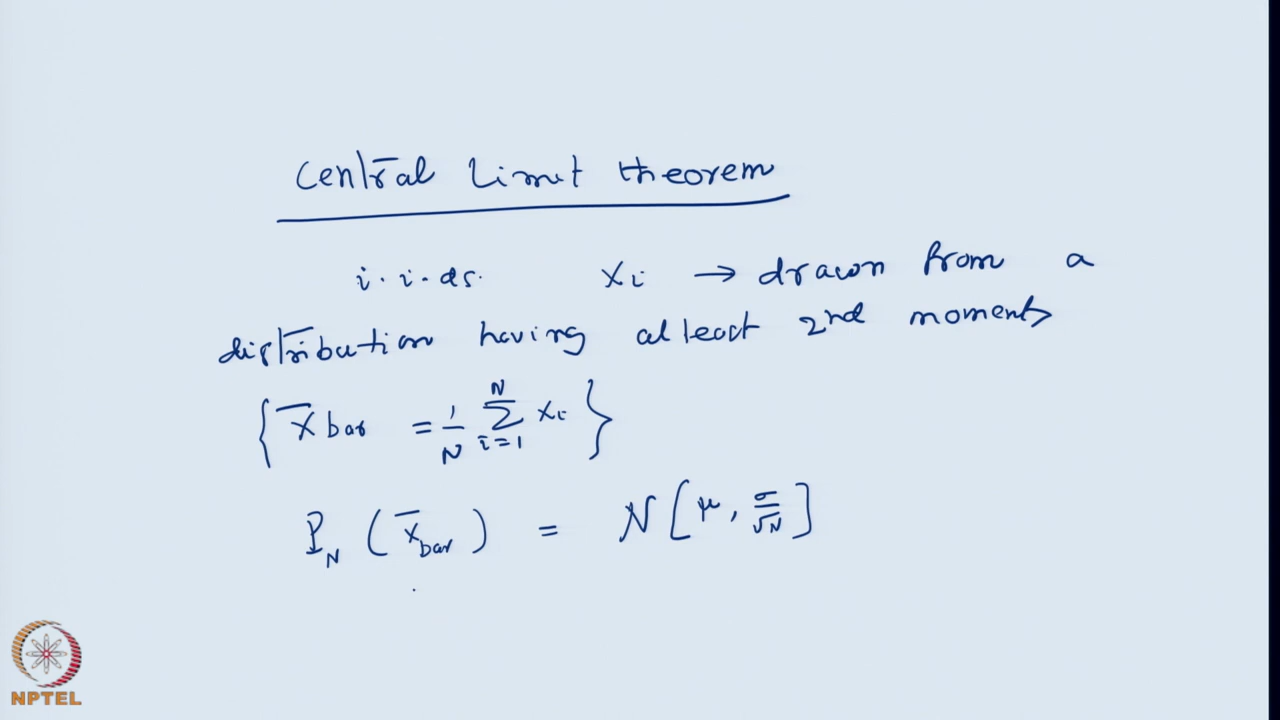 Central Limit theorem
i.i.ds. xi → drawn from a
distribution having atleast 2nd moments
{ x̄ bar = 1/N Σ_{i=1}^{N} xi }
P_N ( x̄_bar ) = N [ μ, σ/√N ]
NPTEL